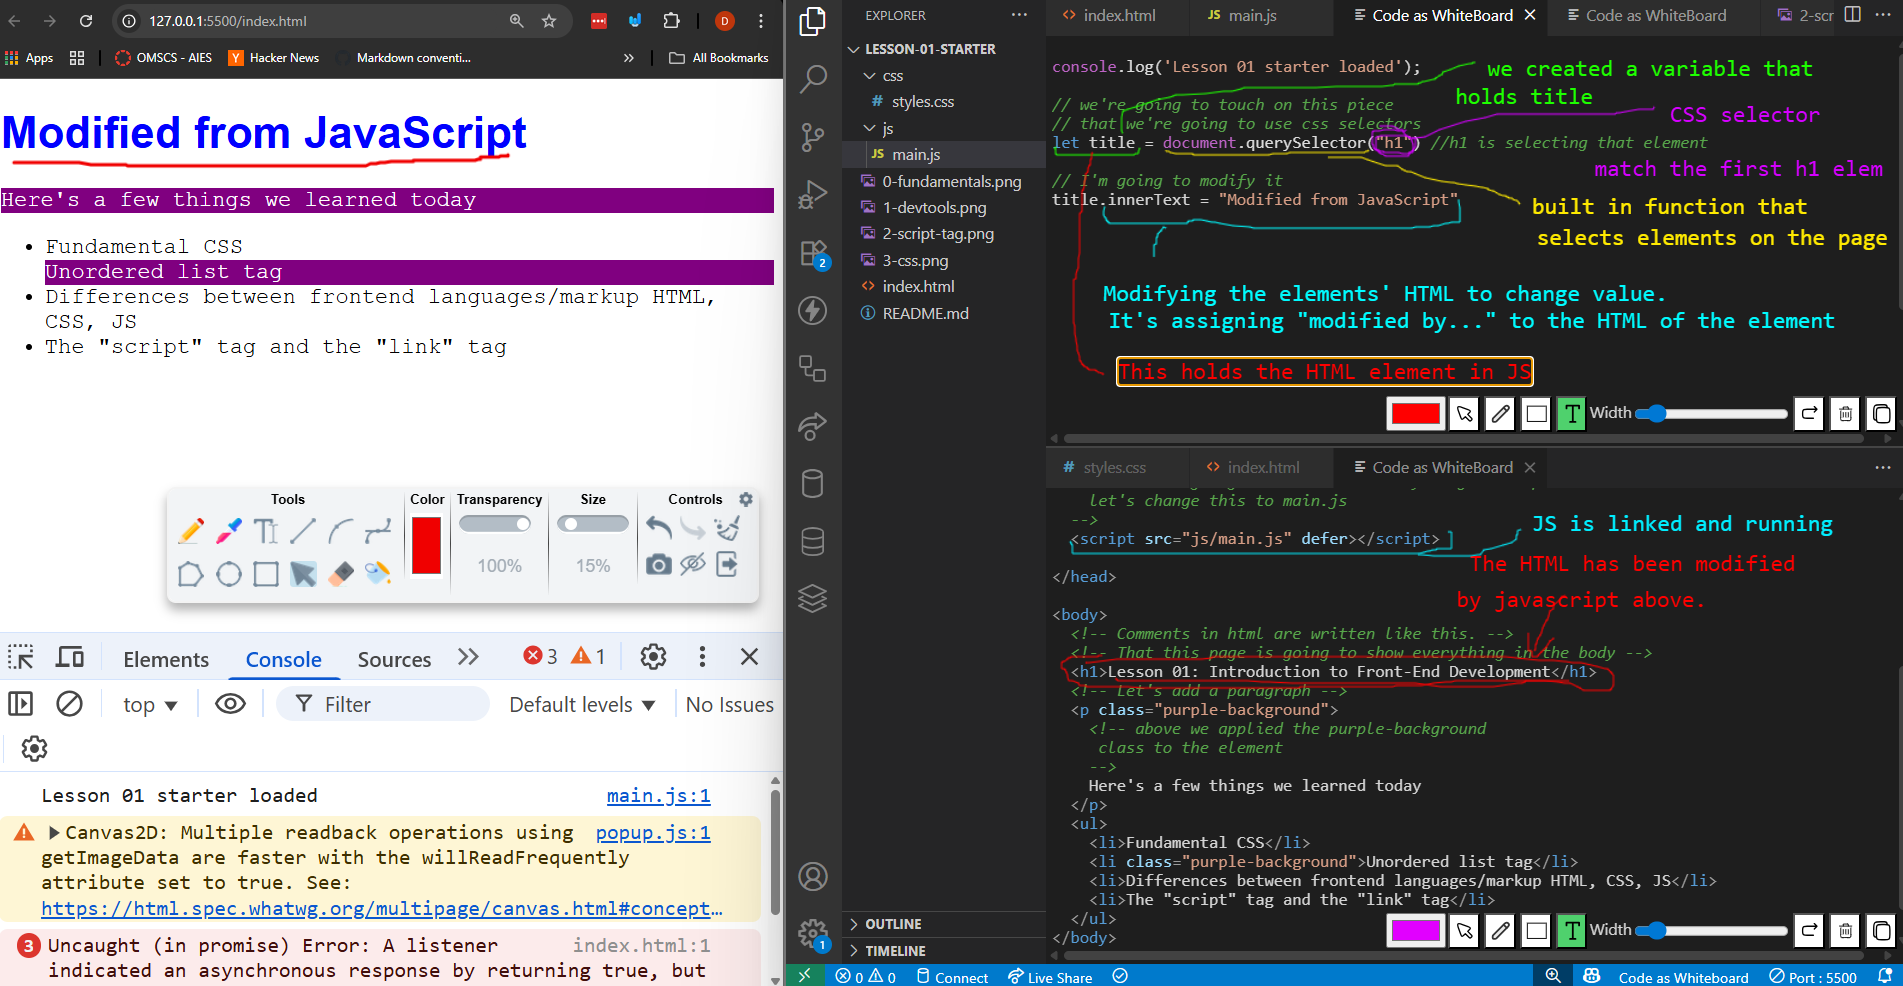 127.0.0.1:5500/index.html
D
Apps
OMSCS - AIES
Y
Hacker News
Markdown conventi...
»
All Bookmarks
Modified from JavaScript
Here's a few things we learned today
• Fundamental CSS
Unordered list tag
• Differences between frontend languages/markup HTML,
CSS, JS
• The "script" tag and the "link" tag
Tools
Color
Transparency
Size
Controls
100%
15%
Elements
Console
Sources
»
3
1
top
Filter
Default levels
No Issues
Lesson 01 starter loaded
main.js:1
Canvas2D: Multiple readback operations using
popup.js:1
getImageData are faster with the willReadFrequently
attribute set to true. See:
https://html.spec.whatwg.org/multipage/canvas.html#concept…
3
Uncaught (in promise) Error: A listener
index.html:1
indicated an asynchronous response by returning true, but
2
1
EXPLORER
...
LESSON-01-STARTER
css
# styles.css
js
JS main.js
0-fundamentals.png
1-devtools.png
2-script-tag.png
3-css.png
<> index.html
README.md
OUTLINE
TIMELINE
<> index.html
JS main.js
Code as WhiteBoard
Code as WhiteBoard
2-scr
...
console.log('Lesson 01 starter loaded');
we created a variable that
holds title
// we're going to touch on this piece
// that we're going to use css selectors
CSS selector
let title = document.querySelector("h1") //h1 is selecting that element
match the first h1 elem
// I'm going to modify it
title.innerText = "Modified from JavaScript"
built in function that
selects elements on the page
Modifying the elements' HTML to change value.
It's assigning "modified by..." to the HTML of the element
This holds the HTML element in JS
T
Width
# styles.css
<> index.html
Code as WhiteBoard
...
let's change this to main.js
-->
JS is linked and running
<script src="js/main.js" defer></script>
The HTML has been modified
</head>
by javascript above.
<body>
<!-- Comments in html are written like this. -->
<!-- That this page is going to show everything in the body -->
<h1>Lesson 01: Introduction to Front-End Development</h1>
<!-- Let's add a paragraph -->
<p class="purple-background">
<!-- above we applied the purple-background
class to the element
-->
Here's a few things we learned today
</p>
<ul>
<li>Fundamental CSS</li>
<li class="purple-background">Unordered list tag</li>
<li>Differences between frontend languages/markup HTML, CSS, JS</li>
<li>The "script" tag and the "link" tag</li>
</ul>
</body>
T
Width
0
0
Connect
Live Share
Code as Whiteboard
Port : 5500